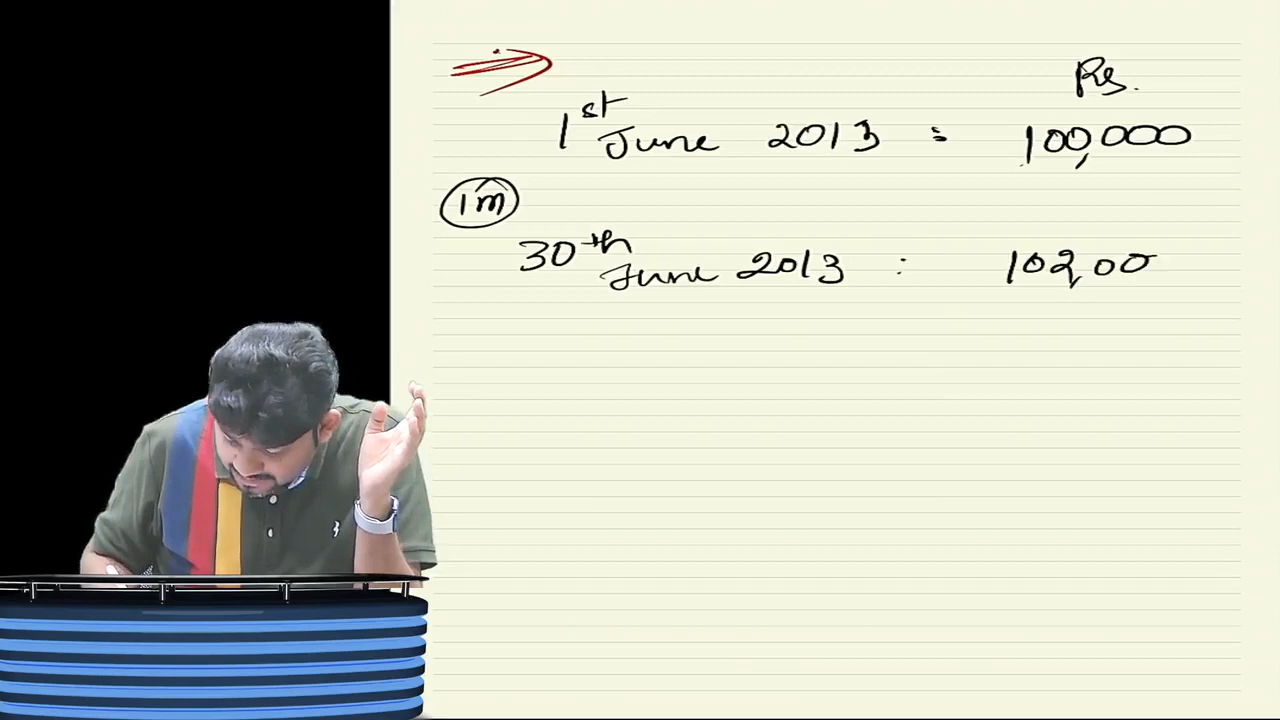 Rs.
1st June 2013 : 100,000
1m
30th June 2013 : 102,00